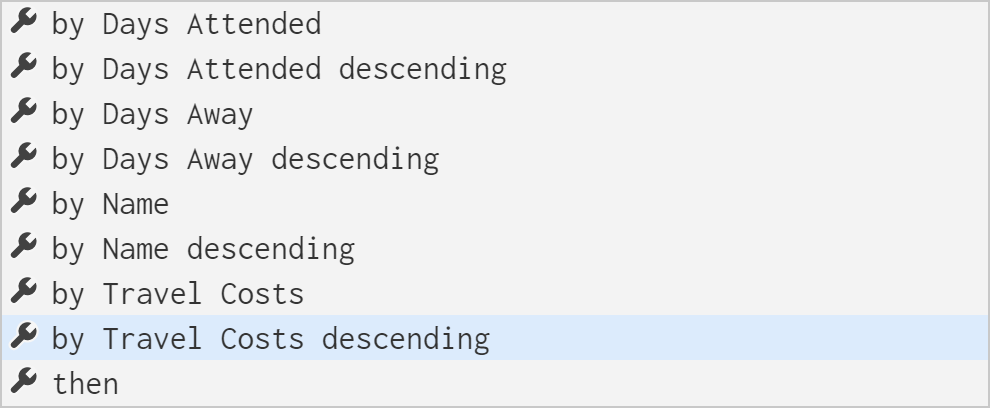 by Days Attended
by Days Attended descending
by Days Away
by Days Away descending
by Name
by Name descending
by Travel Costs
by Travel Costs descending
then